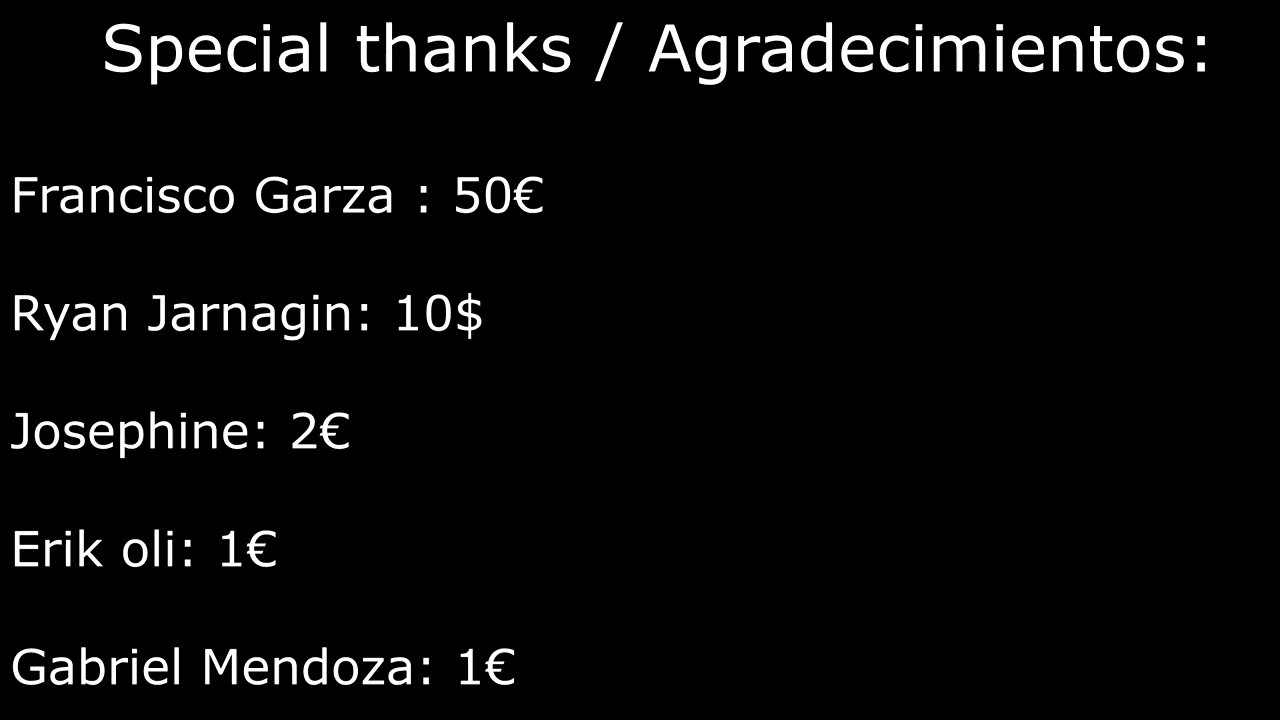 Special thanks / Agradecimientos:
Francisco Garza : 50€
Ryan Jarnagin: 10$
Josephine: 2€
Erik oli: 1€
Gabriel Mendoza: 1€